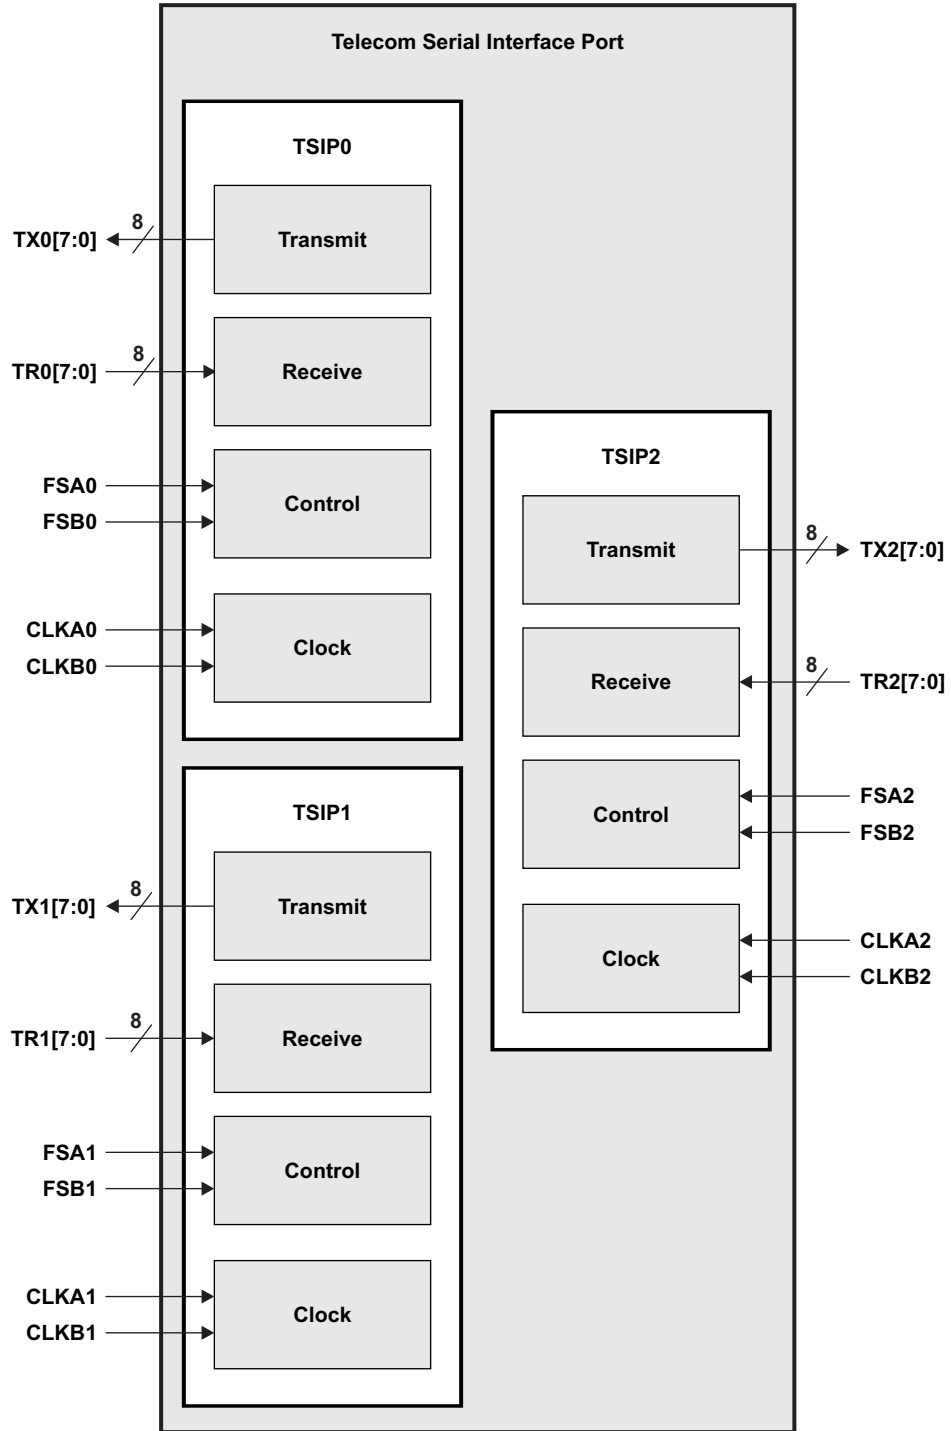 Telecom Serial Interface Port
TSIP0
8
TX0[7:0]
Transmit
8
TR0[7:0]
Receive
FSA0
FSB0
Control
CLKA0
CLKB0
Clock
TSIP1
8
TX1[7:0]
Transmit
8
TR1[7:0]
Receive
FSA1
FSB1
Control
CLKA1
CLKB1
Clock
TSIP2
Transmit
8
TX2[7:0]
Receive
8
TR2[7:0]
Control
FSA2
FSB2
Clock
CLKA2
CLKB2